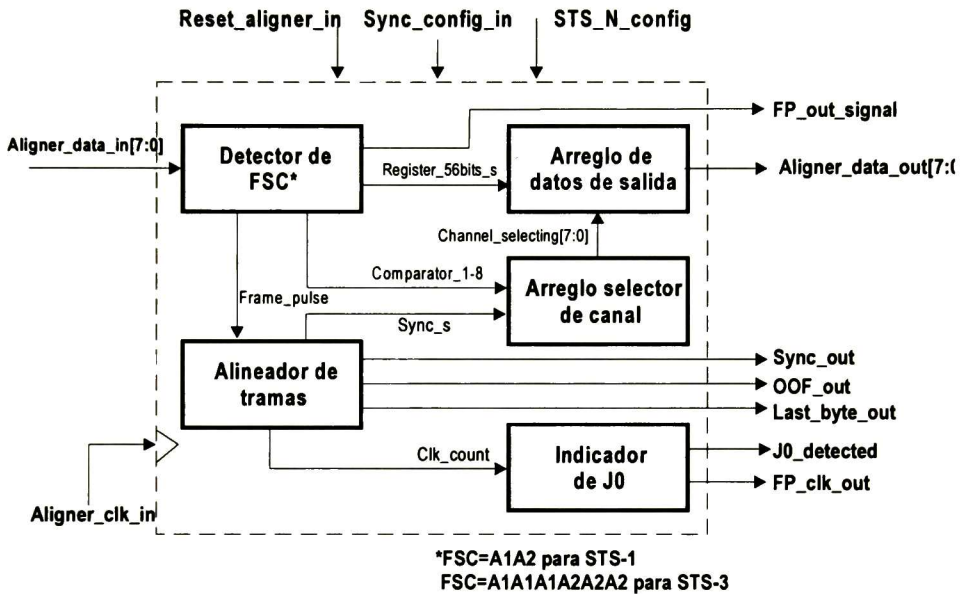 Reset_aligner_in Sync_config_in STS_N_config
FP_out_signal
Aligner_data_in[7:0]
Detector de
FSC*
Register_56bits_s
Arreglo de
datos de salida
Aligner_data_out[7:(
Channel_selecting[7:0]
Comparator_1-8
Arreglo selector
de canal
Frame_pulse
Sync_s
Alineador de
tramas
Sync_out
OOF_out
Last_byte_out
Clk_count
Indicador
de J0
J0_detected
FP_clk_out
Aligner_clk_in
*FSC=A1A2 para STS-1
FSC=A1A1A1A2A2A2 para STS-3